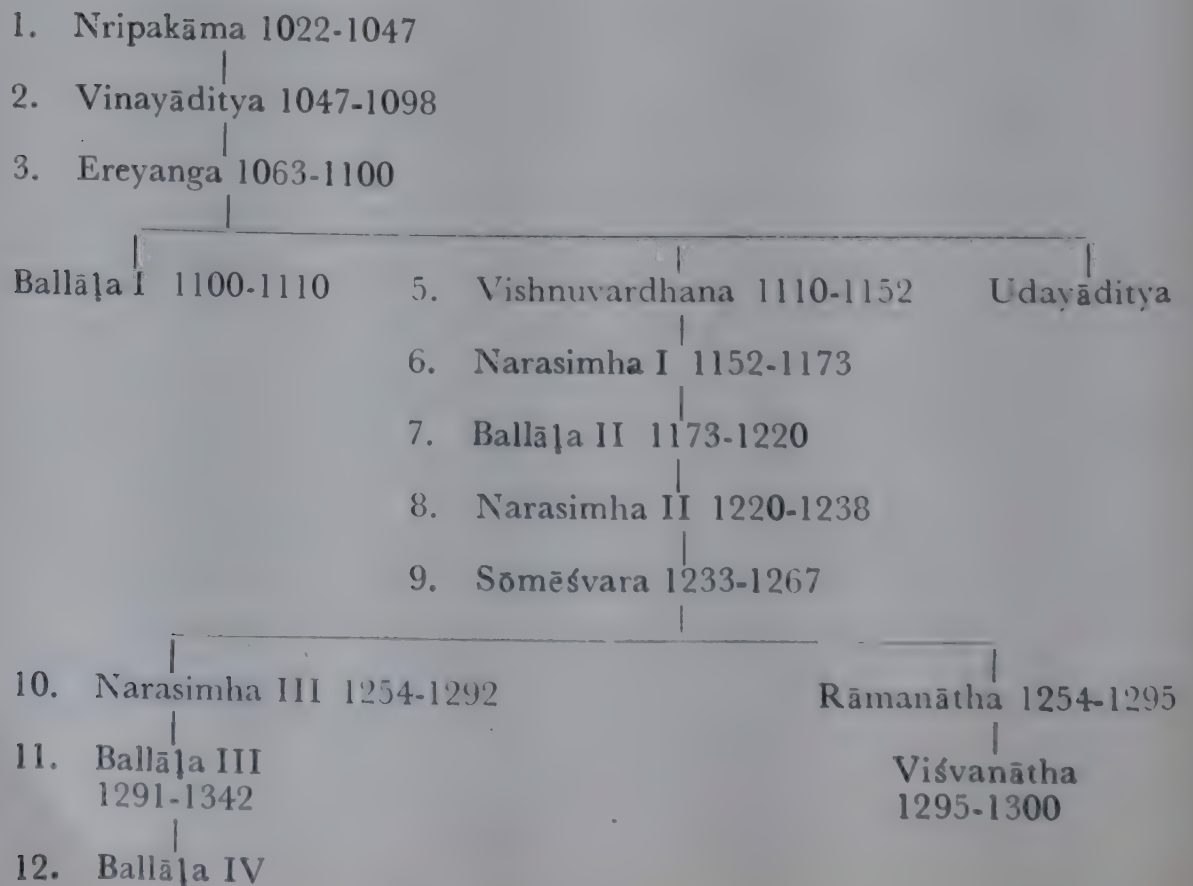 1. Nripakāma 1022-1047
2. Vinayāditya 1047-1098
3. Ereyanga 1063-1100
Ballāḷa I 1100-1110 5. Vishnuvardhana 1110-1152 Udayāditya
6. Narasimha I 1152-1173
7. Ballāḷa II 1173-1220
8. Narasimha II 1220-1238
9. Sōmēśvara 1233-1267
10. Narasimha III 1254-1292 Rāmanātha 1254-1295
11. Ballāḷa III Viśvanātha
1291-1342 1295-1300
12. Ballāḷa IV